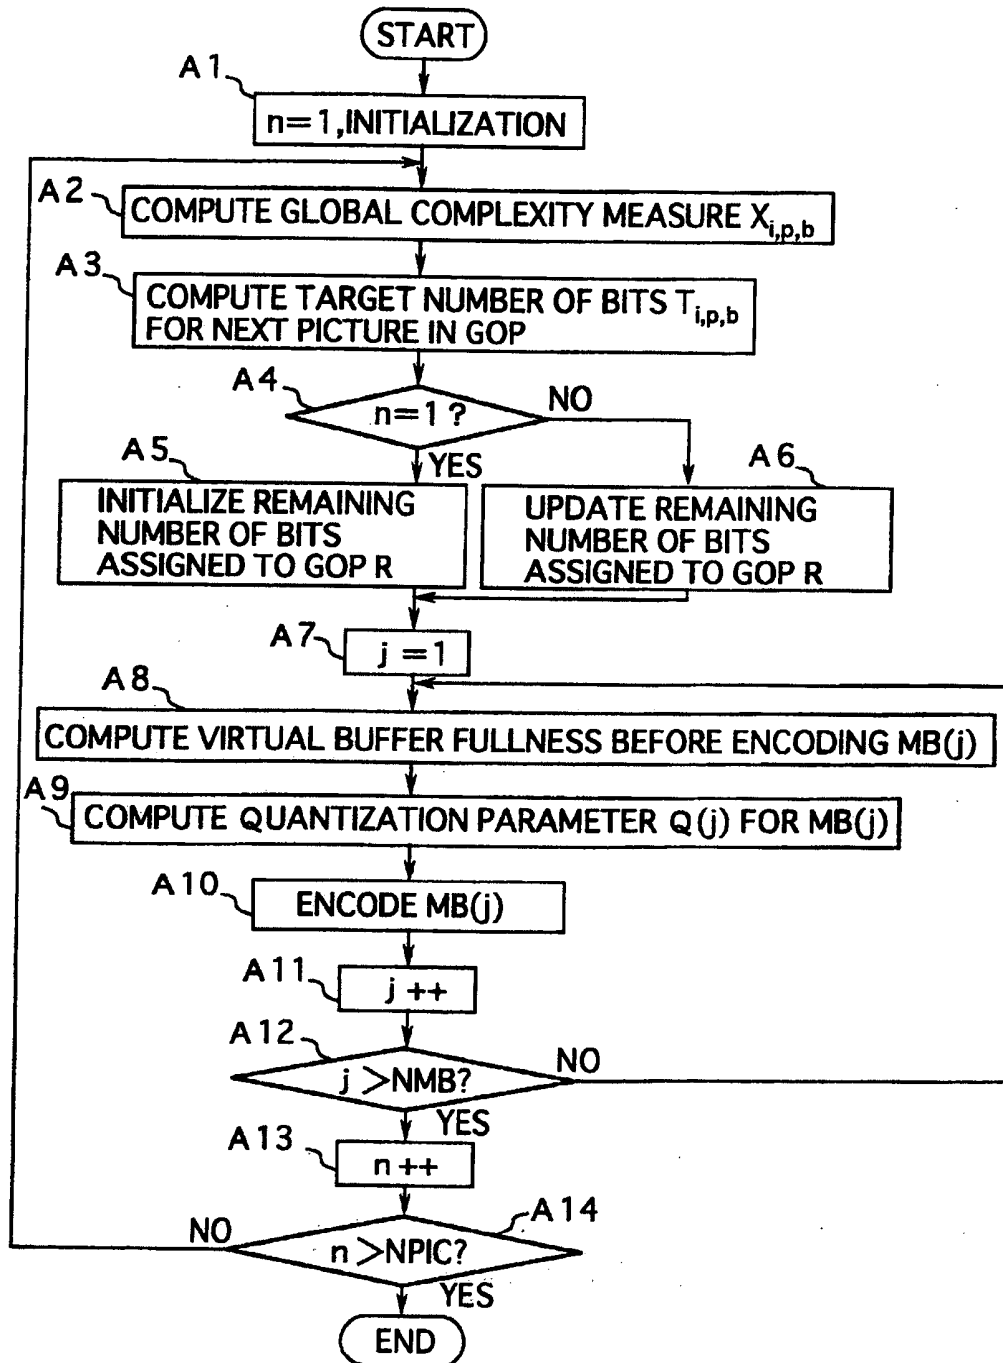 START
A1
n=1,INITIALIZATION
A2
COMPUTE GLOBAL COMPLEXITY MEASURE Xi,p,b
A3
COMPUTE TARGET NUMBER OF BITS Ti,p,b
FOR NEXT PICTURE IN GOP
A4
n=1?
NO
YES
A5
INITIALIZE REMAINING
NUMBER OF BITS
ASSIGNED TO GOP R
A6
UPDATE REMAINING
NUMBER OF BITS
ASSIGNED TO GOP R
A7
j=1
A8
COMPUTE VIRTUAL BUFFER FULLNESS BEFORE ENCODING MB(j)
A9
COMPUTE QUANTIZATION PARAMETER Q(j) FOR MB(j)
A10
ENCODE MB(j)
A11
j++
A12
j>NMB?
NO
YES
A13
n++
A14
n>NPIC?
NO
YES
END